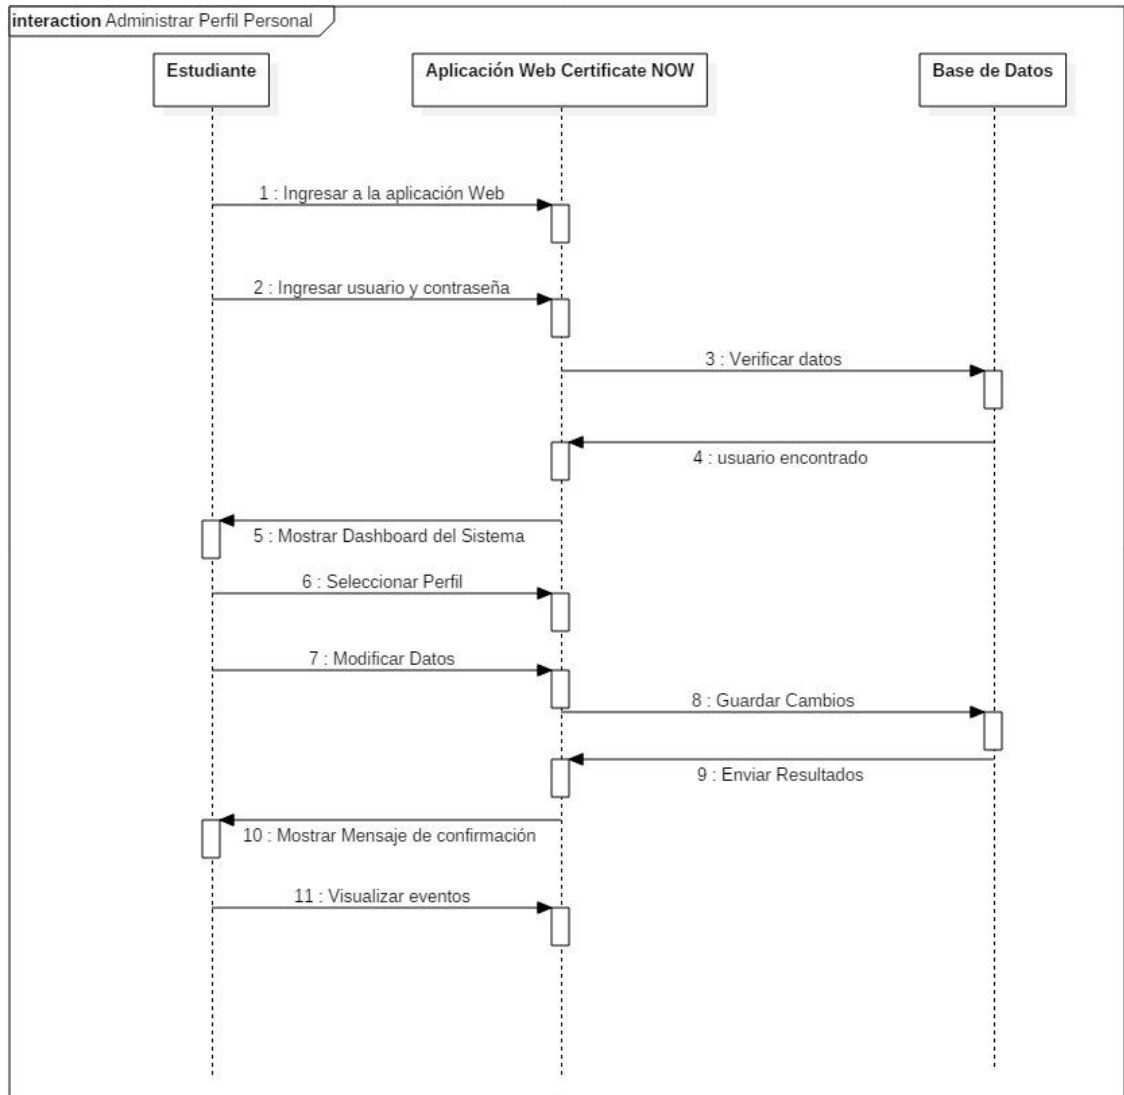 interaction Administrar Perfil Personal
Estudiante
Aplicación Web Certificate NOW
Base de Datos
1 : Ingresar a la aplicación Web
2 : Ingresar usuario y contraseña
3 : Verificar datos
4 : usuario encontrado
5 : Mostrar Dashboard del Sistema
6 : Seleccionar Perfil
7 : Modificar Datos
8 : Guardar Cambios
9 : Enviar Resultados
10 : Mostrar Mensaje de confirmación
11 : Visualizar eventos